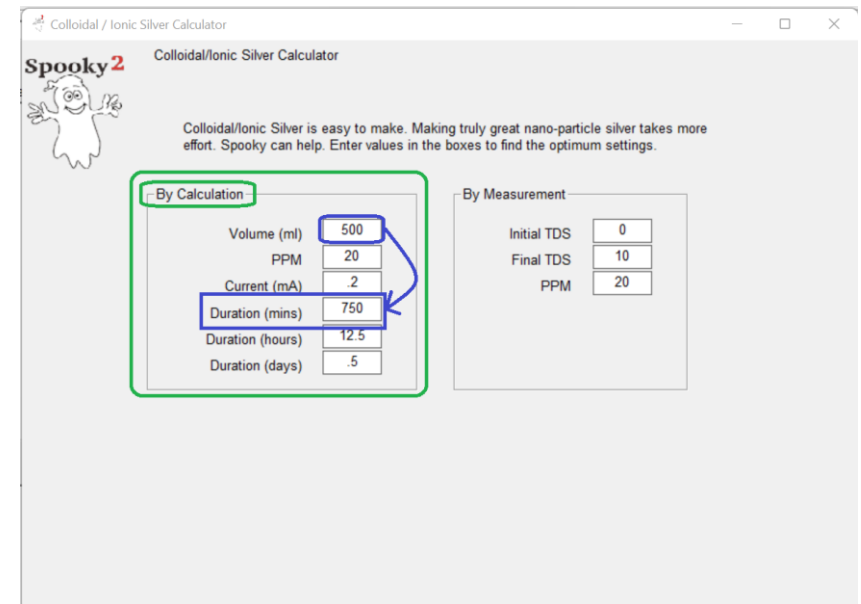 Colloidal / Ionic Silver Calculator
Spooky2
Colloidal/Ionic Silver Calculator
Colloidal/Ionic Silver is easy to make. Making truly great nano-particle silver takes more
effort. Spooky can help. Enter values in the boxes to find the optimum settings.
By Calculation
Volume (ml) 500
PPM 20
Current (mA) .2
Duration (mins) 750
Duration (hours) 12.5
Duration (days) .5
By Measurement
Initial TDS 0
Final TDS 10
PPM 20